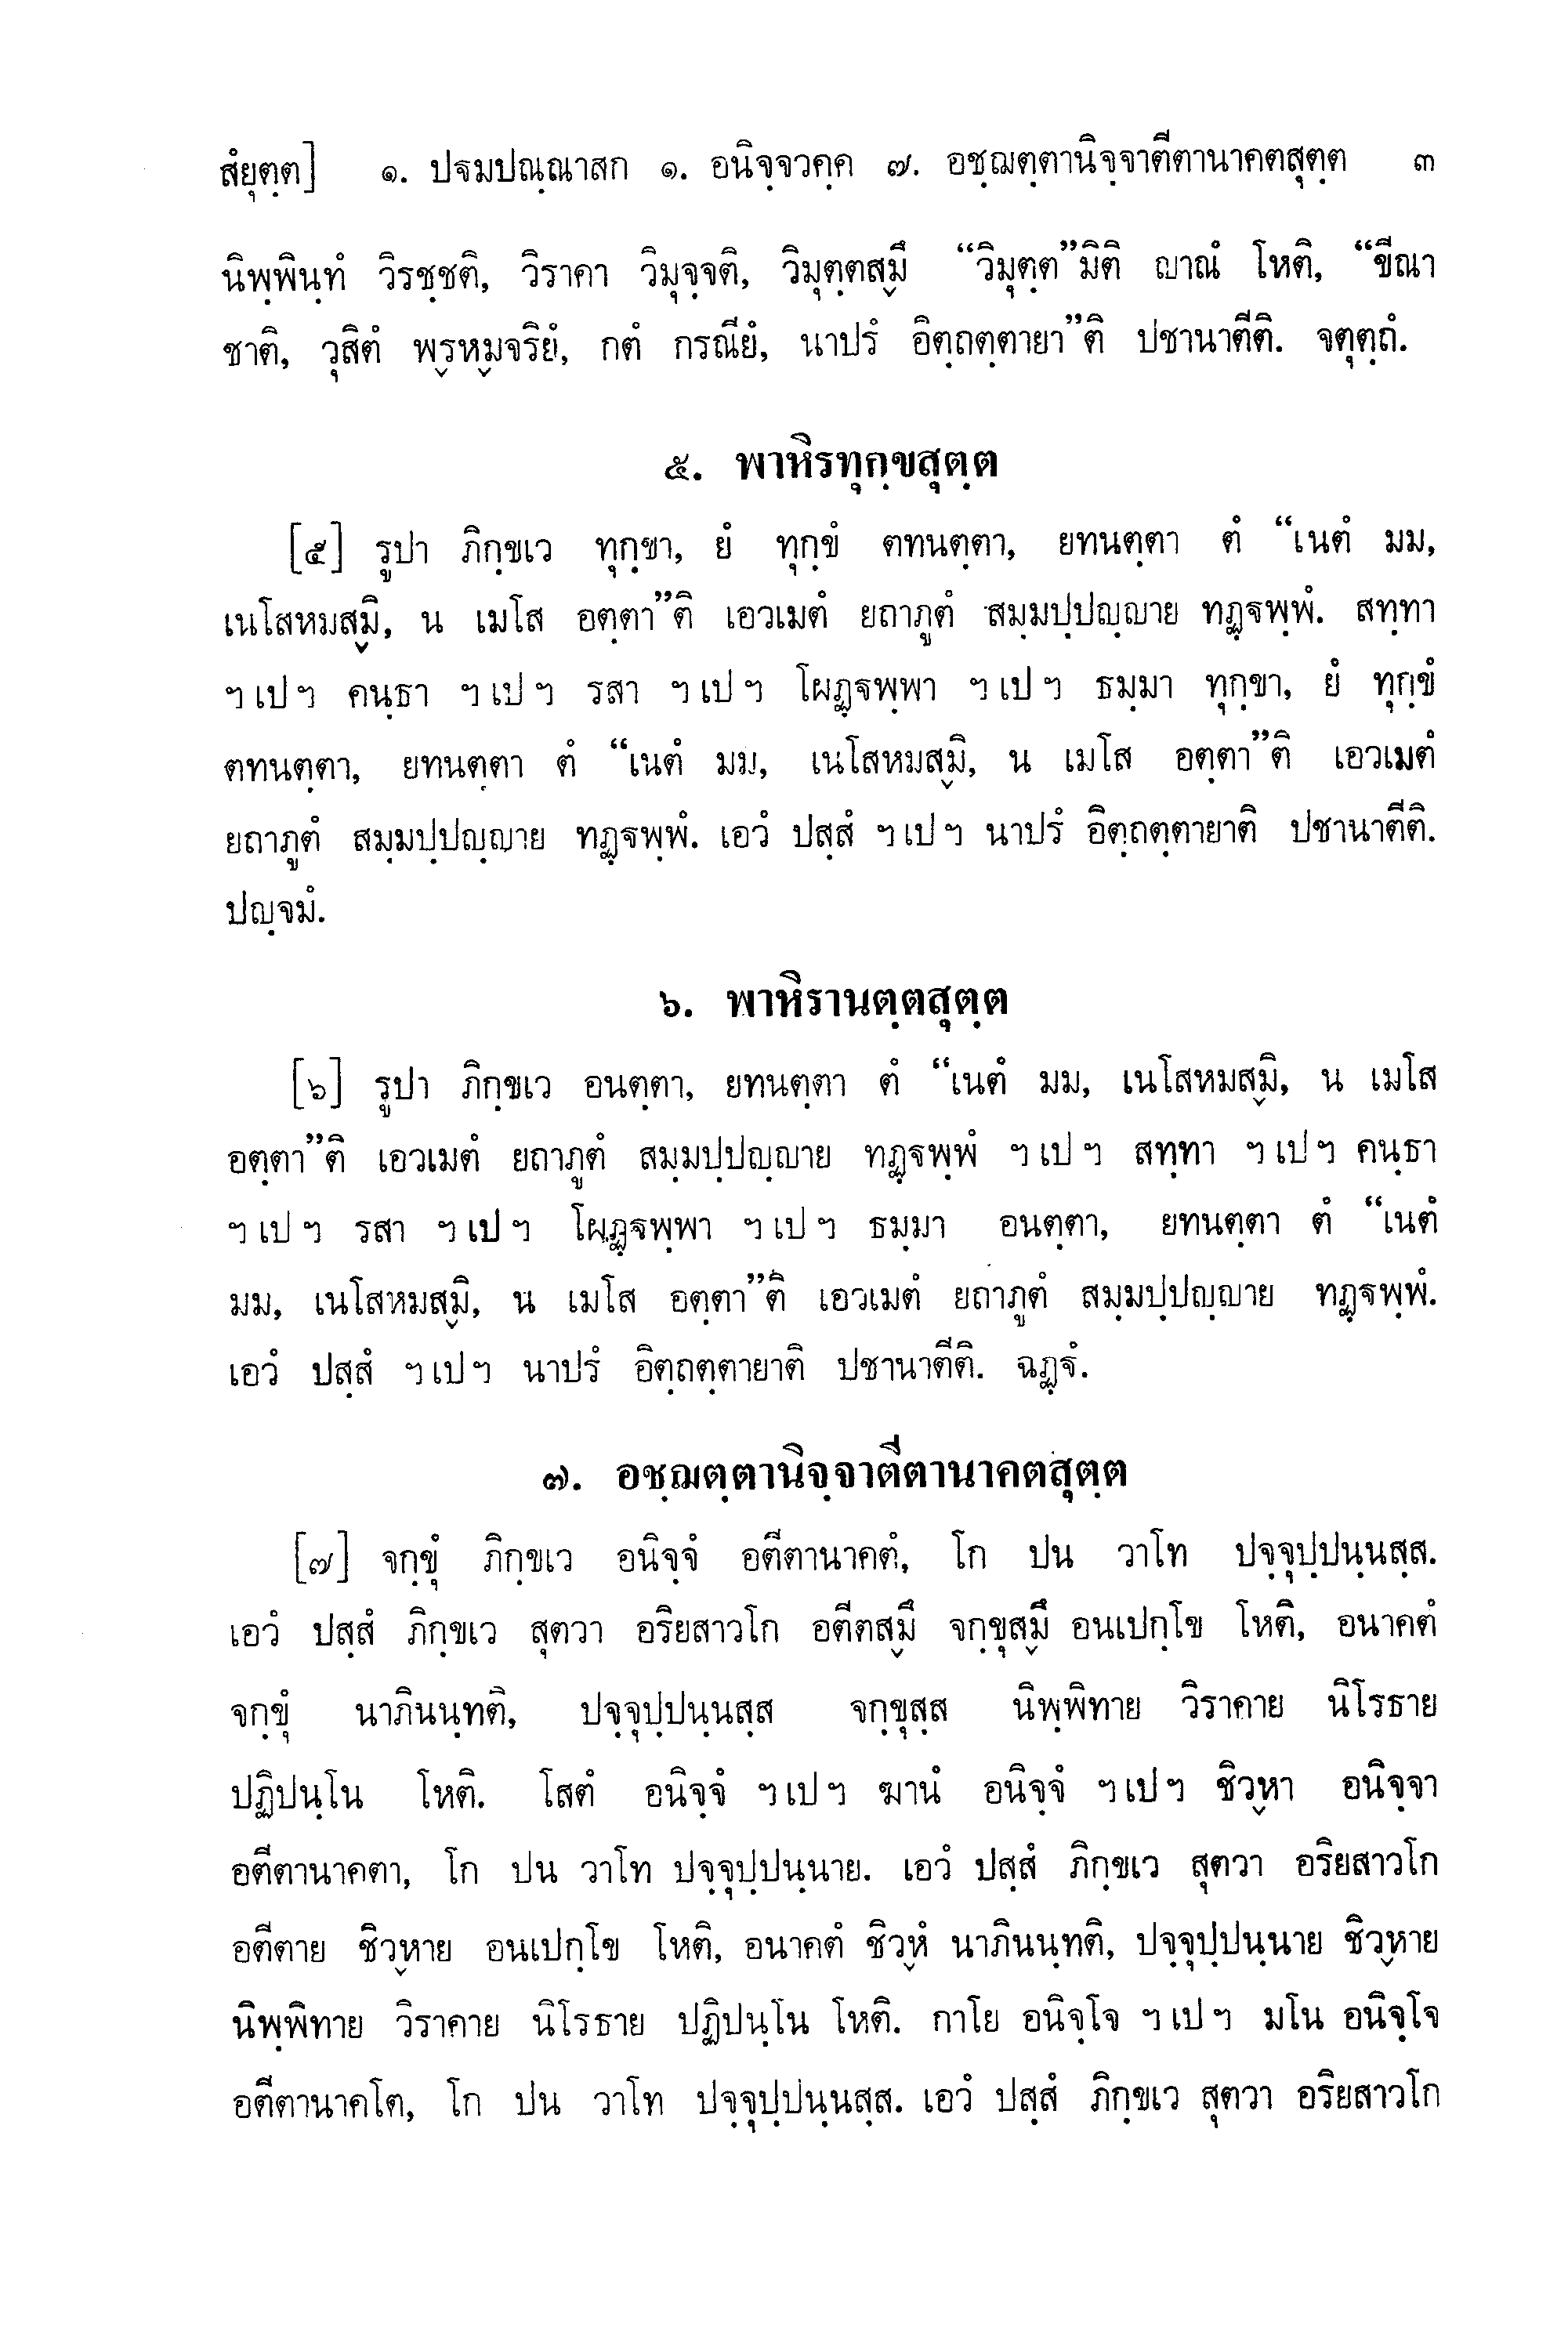 สํยุตฺต] ๑. ปฐมปณฺณาสก ๑. อนิจฺจวคฺค ๗. อชฺฌตฺตานิจฺจาตีตานาคตสุตฺต ๓
นิพฺพินฺทํ วิรชฺชติ, วิราคา วิมุจฺจติ, วิมุตฺตสฺมึ “วิมุตฺต”มิติ ญาณํ โหติ, “ขีณา
ชาติ, วุสิตํ พฺรหฺมจริยํ, กตํ กรณียํ, นาปรํ อิตฺถตฺตายา”ติ ปชานาตีติ. จตุตฺถํ.
๕. พาหิรทุกฺขสุตฺต
[๕] รูปา ภิกฺขเว ทุกฺขา, ยํ ทุกฺขํ ตทนตฺตา, ยทนตฺตา ตํ “เนตํ มม,
เนโสหมสฺมิ, น เมโส อตฺตา”ติ เอวเมตํ ยถาภูตํ สมฺมปฺปญฺญาย ทฏฺฐพฺพํ. สทฺทา
ฯ เป ฯ คนฺธา ฯ เป ฯ รสา ฯ เป ฯ โผฏฺฐพฺพา ฯ เป ฯ ธมฺมา ทุกฺขา, ยํ ทุกฺขํ
ตทนตฺตา, ยทนตฺตา ตํ “เนตํ มม, เนโสหมสฺมิ, น เมโส อตฺตา”ติ เอวเมตํ
ยถาภูตํ สมฺมปฺปญฺญาย ทฏฺฐพฺพํ. เอวํ ปสฺสํ ฯ เป ฯ นาปรํ อิตฺถตฺตายาติ ปชานาตีติ.
ปญฺจมํ.
๖. พาหิรานตฺตสุตฺต
[๖] รูปา ภิกฺขเว อนตฺตา, ยทนตฺตา ตํ “เนตํ มม, เนโสหมสฺมิ, น เมโส
อตฺตา”ติ เอวเมตํ ยถาภูตํ สมฺมปฺปญฺญาย ทฏฺฐพฺพํ ฯ เป ฯ สทฺทา ฯ เป ฯ คนฺธา
ฯ เป ฯ รสา ฯ เป ฯ โผฏฺฐพฺพา ฯ เป ฯ ธมฺมา อนตฺตา, ยทนตฺตา ตํ “เนตํ
มม, เนโสหมสฺมิ, น เมโส อตฺตา”ติ เอวเมตํ ยถาภูตํ สมฺมปฺปญฺญาย ทฏฺฐพฺพํ.
เอวํ ปสฺสํ ฯ เป ฯ นาปรํ อิตฺถตฺตายาติ ปชานาตีติ. ฉฏฺฐํ.
๗. อชฺฌตฺตานิจฺจาตีตานาคตสุตฺต
[๗] จกฺขุํ ภิกฺขเว อนิจฺจํ อตีตานาคตํ, โก ปน วาโท ปจฺจุปฺปนฺนสฺส.
เอวํ ปสฺสํ ภิกฺขเว สุตวา อริยสาวโก อตีตสฺมึ จกฺขุสฺมึ อนเปกฺโข โหติ, อนาคตํ
จกฺขุํ นาภินนฺทติ, ปจฺจุปฺปนฺนสฺส จกฺขุสฺส นิพฺพิทาย วิราคาย นิโรธาย
ปฏิปนฺโน โหติ. โสตํ อนิจฺจํ ฯ เป ฯ ฆานํ อนิจฺจํ ฯ เป ฯ ชิวฺหา อนิจฺจา
อตีตานาคตา, โก ปน วาโท ปจฺจุปฺปนฺนาย. เอวํ ปสฺสํ ภิกฺขเว สุตวา อริยสาวโก
อตีตาย ชิวฺหาย อนเปกฺโข โหติ, อนาคตํ ชิวฺหํ นาภินนฺทติ, ปจฺจุปฺปนฺนาย ชิวฺหาย
นิพฺพิทาย วิราคาย นิโรธาย ปฏิปนฺโน โหติ. กาโย อนิจฺโจ ฯ เป ฯ มโน อนิจฺโจ
อตีตานาคโต, โก ปน วาโท ปจฺจุปฺปนฺนสฺส. เอวํ ปสฺสํ ภิกฺขเว สุตวา อริยสาวโก